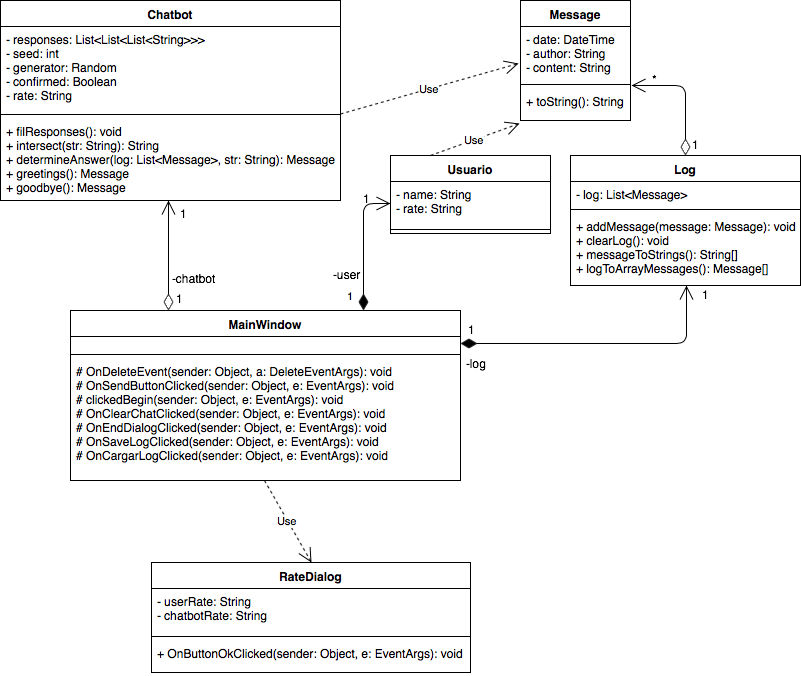 Chatbot
- responses: List<List<List<String>>>
- seed: int
- generator: Random
- confirmed: Boolean
- rate: String
+ filResponses(): void
+ intersect(str: String): String
+ determineAnswer(log: List<Message>, str: String): Message
+ greetings(): Message
+ goodbye(): Message
Message
- date: DateTime
- author: String
- content: String
+ toString(): String
Use
Use
*
1
Usuario
- name: String
- rate: String
Log
- log: List<Message>
+ addMessage(message: Message): void
+ clearLog(): void
+ messageToStrings(): String[]
+ logToArrayMessages(): Message[]
1
-chatbot
1
1
-user
1
1
1
-log
MainWindow
# OnDeleteEvent(sender: Object, a: DeleteEventArgs): void
# OnSendButtonClicked(sender: Object, e: EventArgs): void
# clickedBegin(sender: Object, e: EventArgs): void
# OnClearChatClicked(sender: Object, e: EventArgs): void
# OnEndDialogClicked(sender: Object, e: EventArgs): void
# OnSaveLogClicked(sender: Object, e: EventArgs): void
# OnCargarLogClicked(sender: Object, e: EventArgs): void
Use
RateDialog
- userRate: String
- chatbotRate: String
+ OnButtonOkClicked(sender: Object, e: EventArgs): void